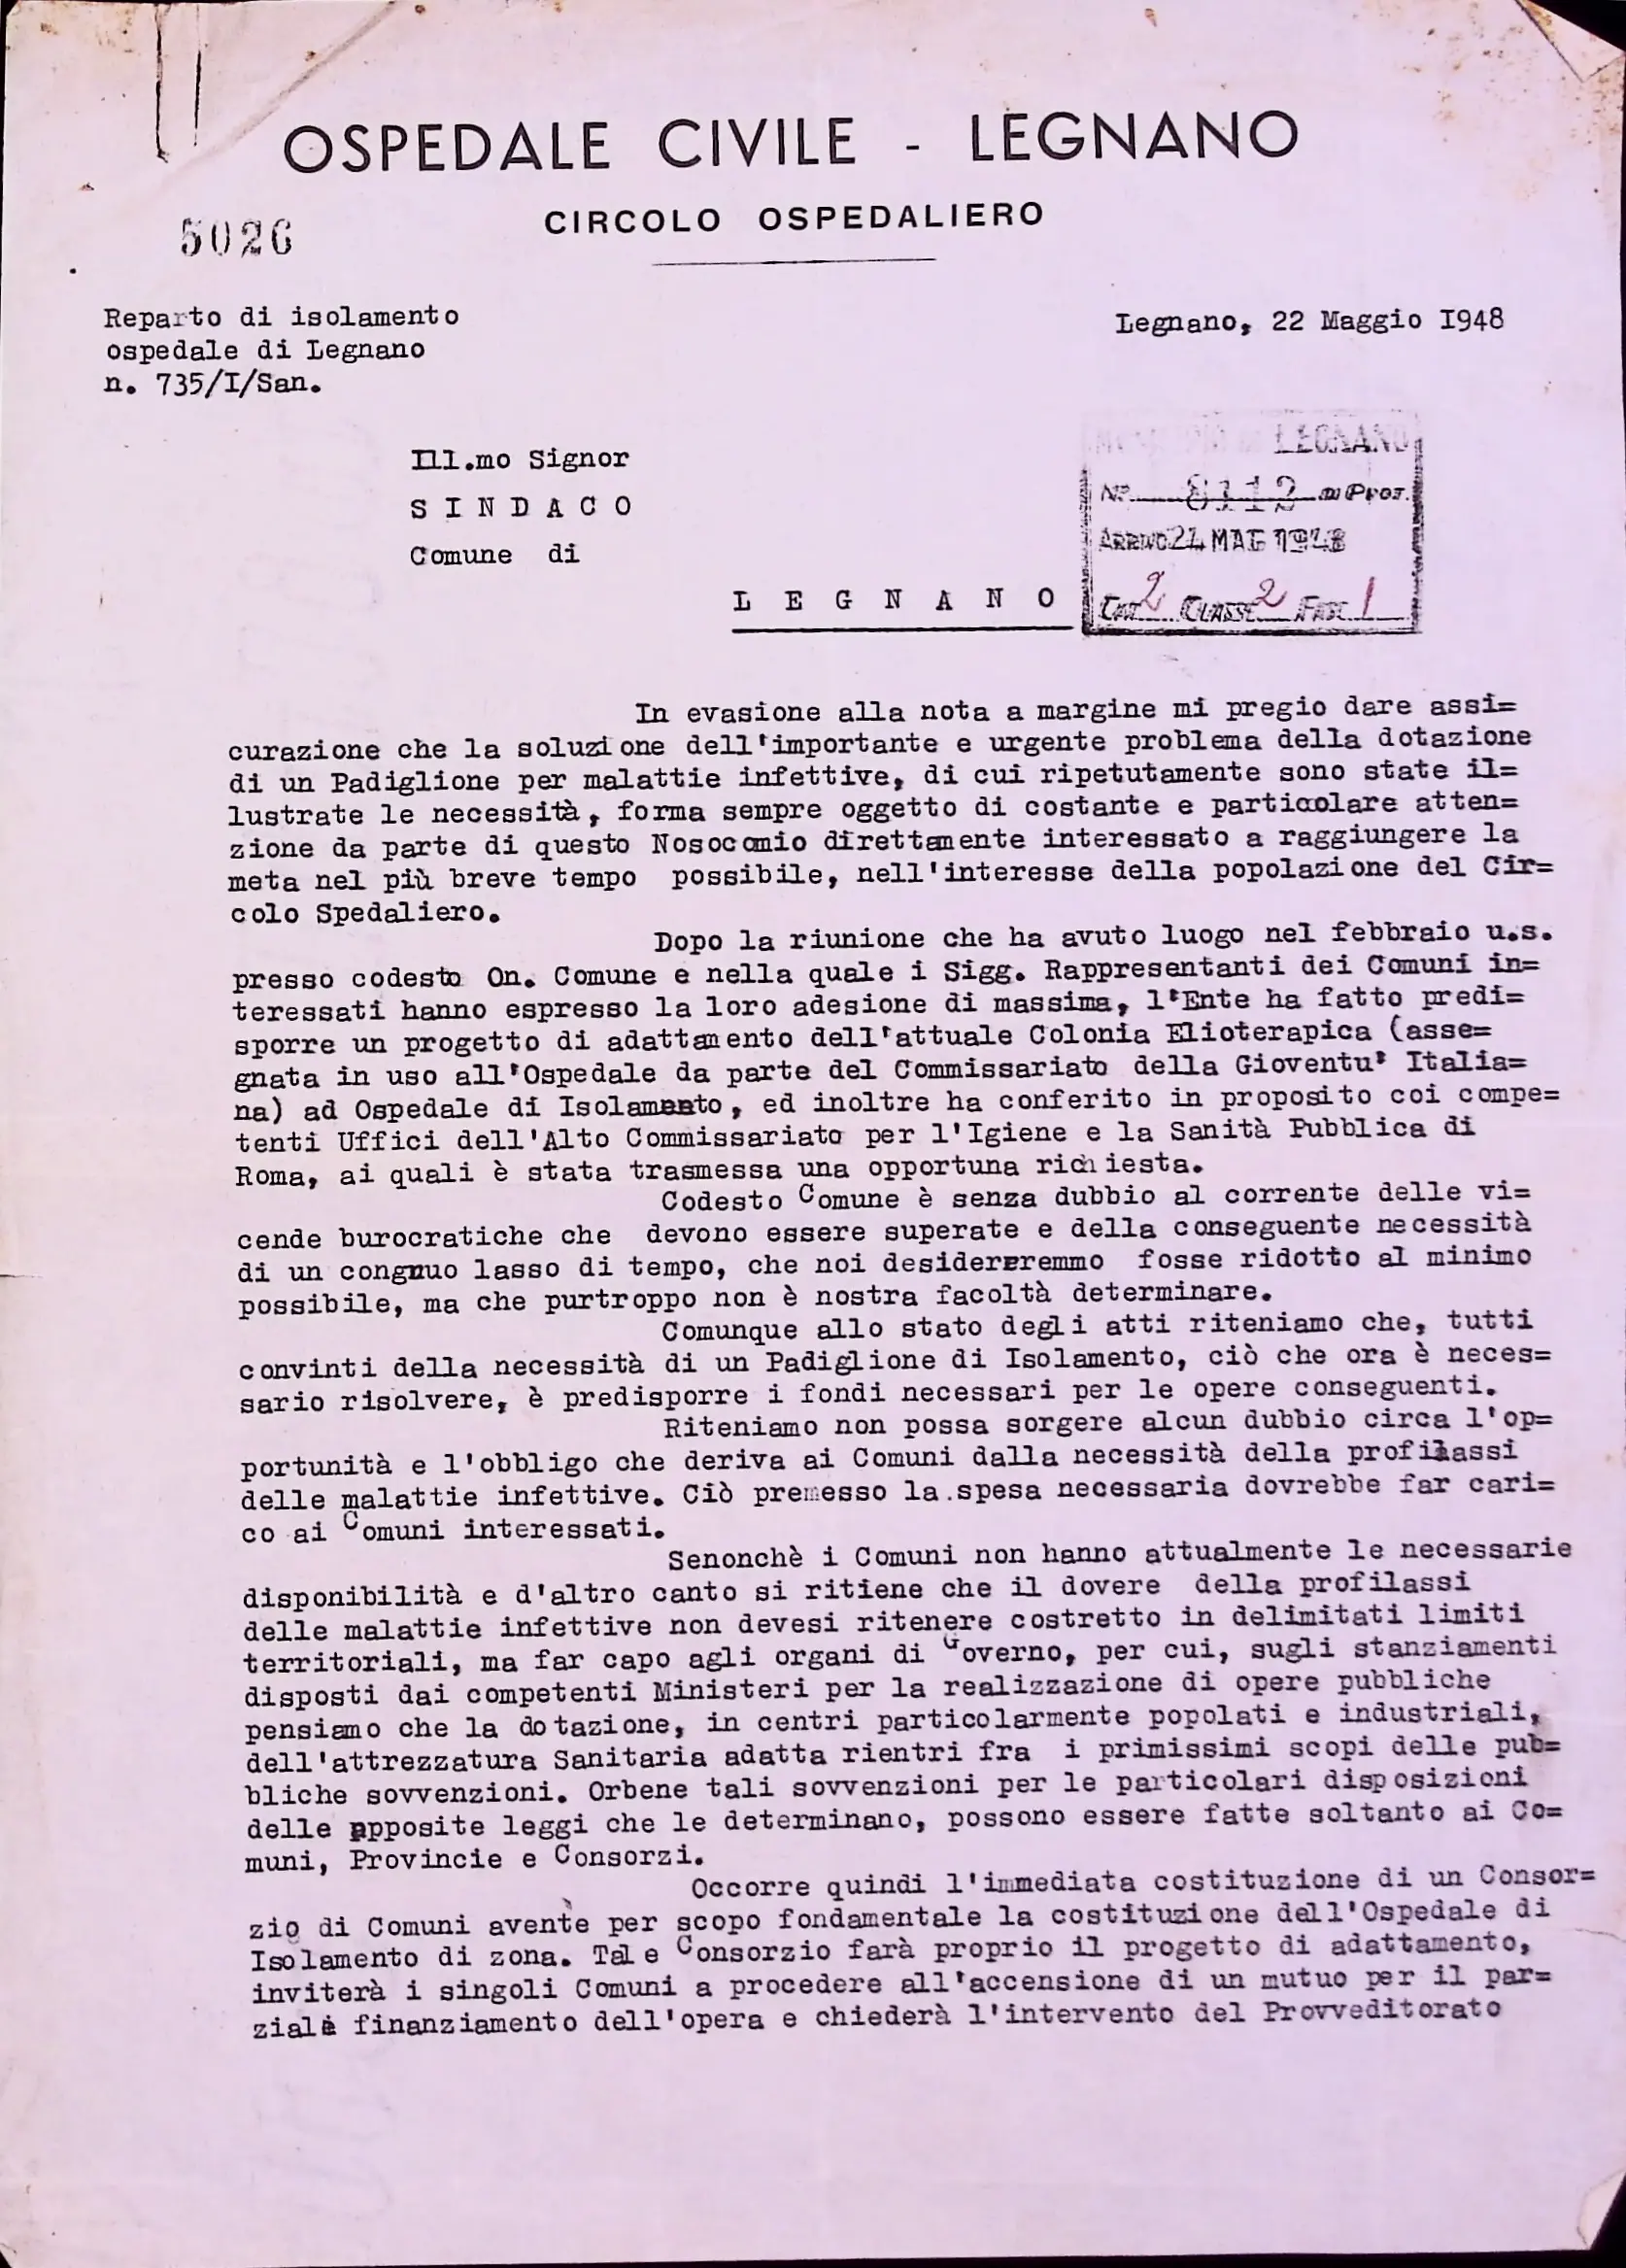 OSPEDALE CIVILE - LEGNANO
CIRCOLO OSPEDALIERO
5026
Reparto di isolamento
ospedale di Legnano
n. 735/I/San.
Legnano, 22 Maggio I948
Ill.mo Signor
S I N D A C O
Comune di
L E G N A N O
LEGNANO
N° 8112 di Prot.
ARRIVO 24 MAG 1948
CAT 2 CLASSE 2 FASC 1
In evasione alla nota a margine mi pregio dare assi=
curazione che la soluzione dell'importante e urgente problema della dotazione
di un Padiglione per malattie infettive, di cui ripetutamente sono state il=
lustrate le necessità, forma sempre oggetto di costante e particolare atten=
zione da parte di questo Nosocomio direttamente interessato a raggiungere la
meta nel più breve tempo possibile, nell'interesse della popolazione del Cir=
colo Spedaliero.
Dopo la riunione che ha avuto luogo nel febbraio u.s.
presso codesto On. Comune e nella quale i Sigg. Rappresentanti dei Comuni in=
teressati hanno espresso la loro adesione di massima, l'Ente ha fatto predi=
sporre un progetto di adattamento dell'attuale Colonia Elioterapica (asse=
gnata in uso all'Ospedale da parte del Commissariato della Gioventu' Italia=
na) ad Ospedale di Isolamento, ed inoltre ha conferito in proposito coi compe=
tenti Uffici dell'Alto Commissariato per l'Igiene e la Sanità Pubblica di
Roma, ai quali è stata trasmessa una opportuna richiesta.
Codesto Comune è senza dubbio al corrente delle vi=
cende burocratiche che devono essere superate e della conseguente necessità
di un congruo lasso di tempo, che noi desidereremmo fosse ridotto al minimo
possibile, ma che purtroppo non è nostra facoltà determinare.
Comunque allo stato degli atti riteniamo che, tutti
convinti della necessità di un Padiglione di Isolamento, ciò che ora è neces=
sario risolvere, è predisporre i fondi necessari per le opere conseguenti.
Riteniamo non possa sorgere alcun dubbio circa l'op=
portunità e l'obbligo che deriva ai Comuni dalla necessità della profilassi
delle malattie infettive. Ciò premesso la spesa necessaria dovrebbe far cari=
co ai Comuni interessati.
Senonchè i Comuni non hanno attualmente le necessarie
disponibilità e d'altro canto si ritiene che il dovere della profilassi
delle malattie infettive non devesi ritenere costretto in delimitati limiti
territoriali, ma far capo agli organi di Governo, per cui, sugli stanziamenti
disposti dai competenti Ministeri per la realizzazione di opere pubbliche
pensiamo che la dotazione, in centri particolarmente popolati e industriali,
dell'attrezzatura Sanitaria adatta rientri fra i primissimi scopi delle pub=
bliche sovvenzioni. Orbene tali sovvenzioni per le particolari disposizioni
delle apposite leggi che le determinano, possono essere fatte soltanto ai Co=
muni, Provincie e Consorzi.
Occorre quindi l'immediata costituzione di un Consor=
zio di Comuni avente per scopo fondamentale la costituzione dell'Ospedale di
Isolamento di zona. Tale Consorzio farà proprio il progetto di adattamento,
inviterà i singoli Comuni a procedere all'accensione di un mutuo per il par=
ziale finanziamento dell'opera e chiederà l'intervento del Provveditorato